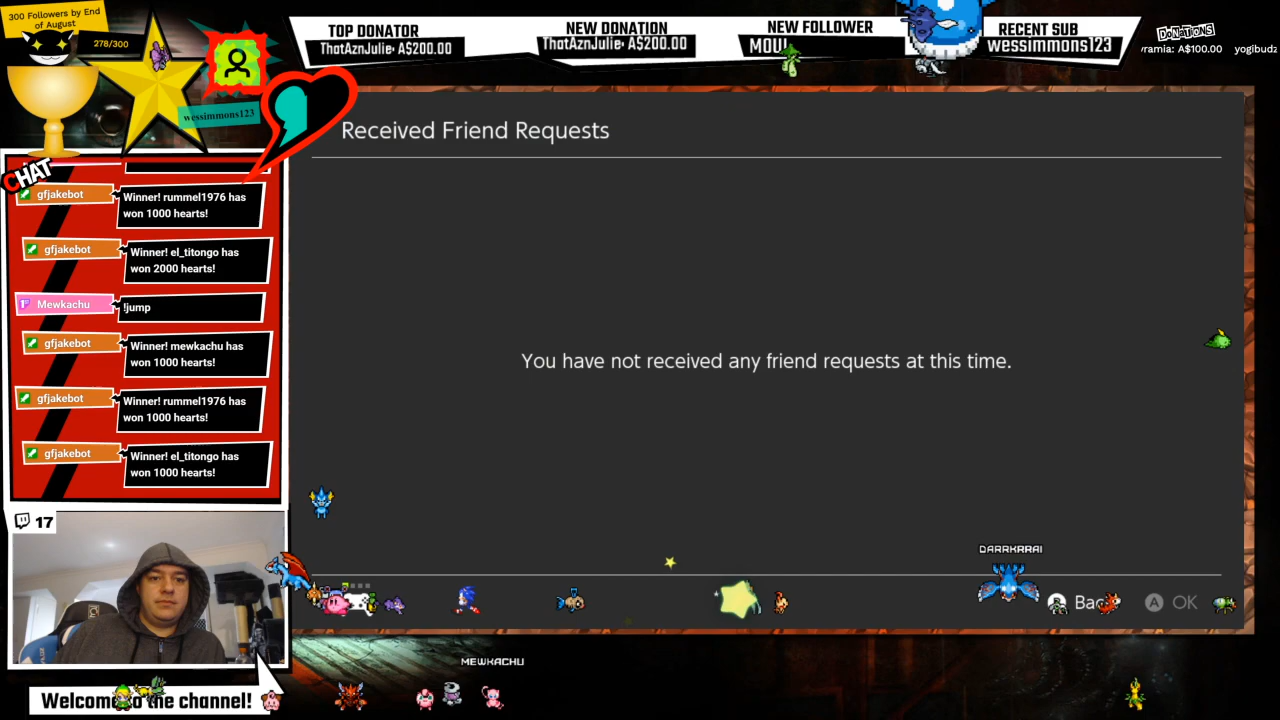 300 Followers by End
of August
278/300
wessimmons123
TOP DONATOR
ThatAznJulie: A$200.00
NEW DONATION
ThatAznJulie: A$200.00
NEW FOLLOWER
RECENT SUB
wessimmons123
DONATIONS
A$100.00 yogibudz
CHAT
gfjakebot
Winner! rummel1976 has
won 1000 hearts!
gfjakebot
Winner! el_titongo has
won 2000 hearts!
Mewkachu
!jump
gfjakebot
Winner! mewkachu has
won 1000 hearts!
gfjakebot
Winner! rummel1976 has
won 1000 hearts!
gfjakebot
Winner! el_titongo has
won 1000 hearts!
17
Received Friend Requests
You have not received any friend requests at this time.
DARRKRRAI
A OK
MEWKACHU
Welcome to the channel!